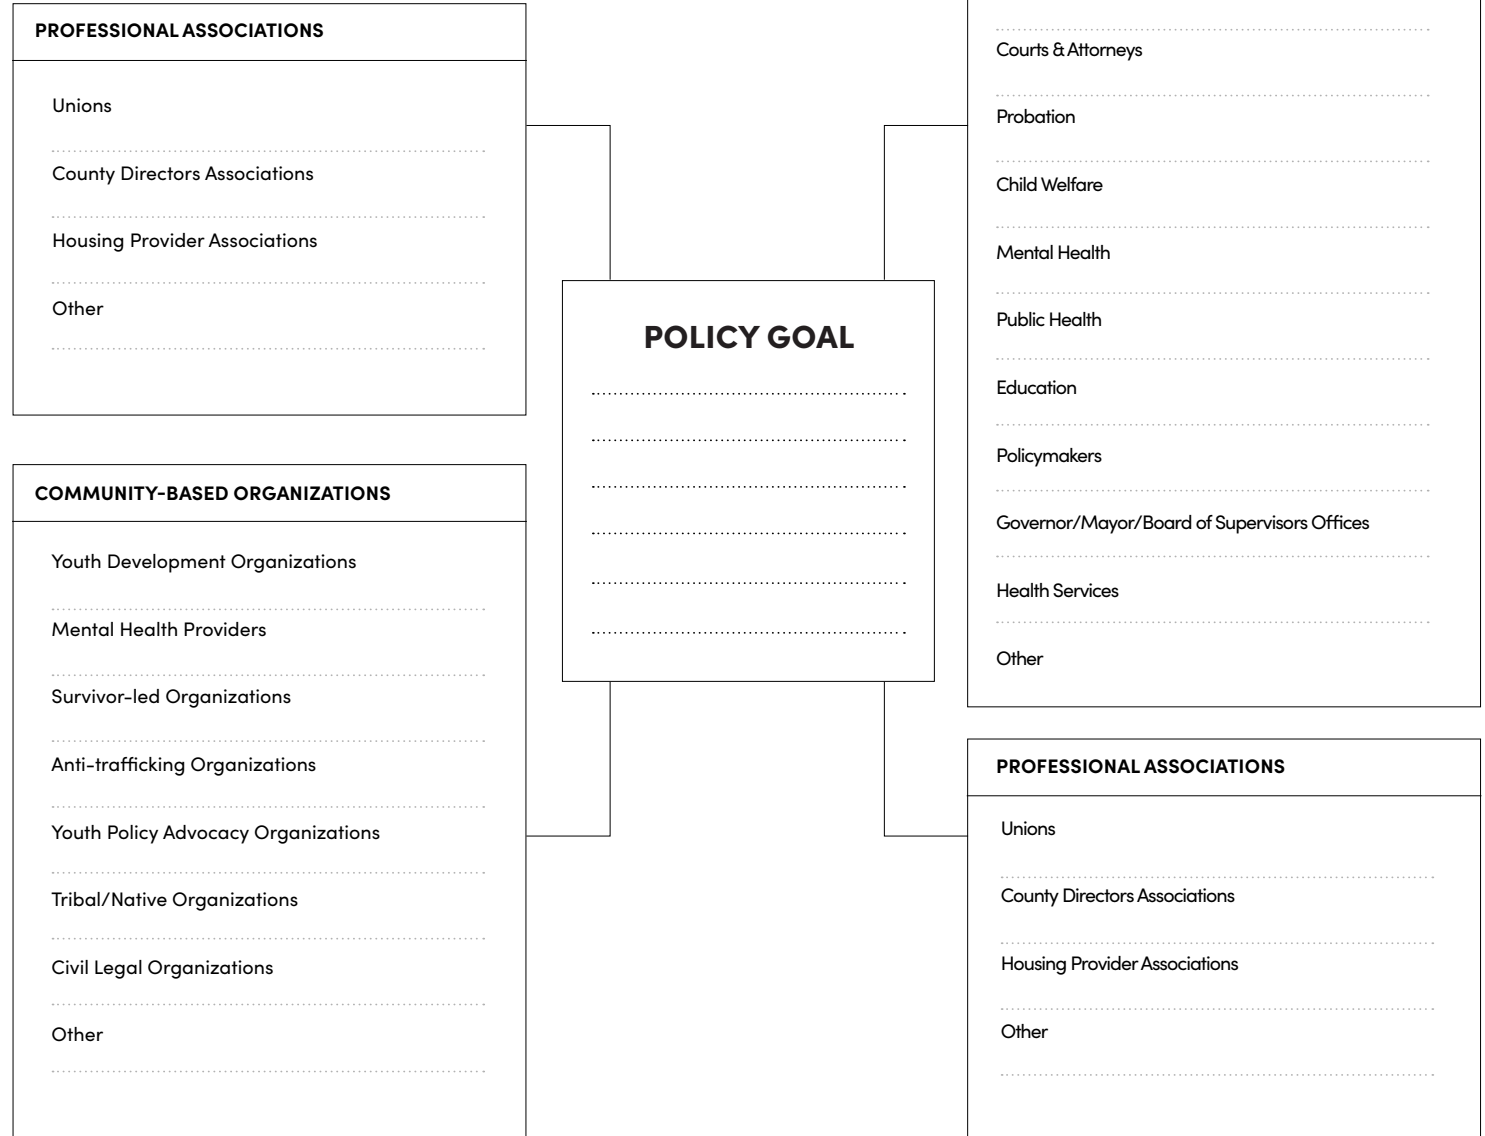 PROFESSIONAL ASSOCIATIONS
Unions
County Directors Associations
Housing Provider Associations
Other
COMMUNITY-BASED ORGANIZATIONS
Youth Development Organizations
Mental Health Providers
Survivor-led Organizations
Anti-trafficking Organizations
Youth Policy Advocacy Organizations
Tribal/Native Organizations
Civil Legal Organizations
Other
POLICY GOAL
Courts & Attorneys
Probation
Child Welfare
Mental Health
Public Health
Education
Policymakers
Governor/Mayor/Board of Supervisors Offices
Health Services
Other
PROFESSIONAL ASSOCIATIONS
Unions
County Directors Associations
Housing Provider Associations
Other